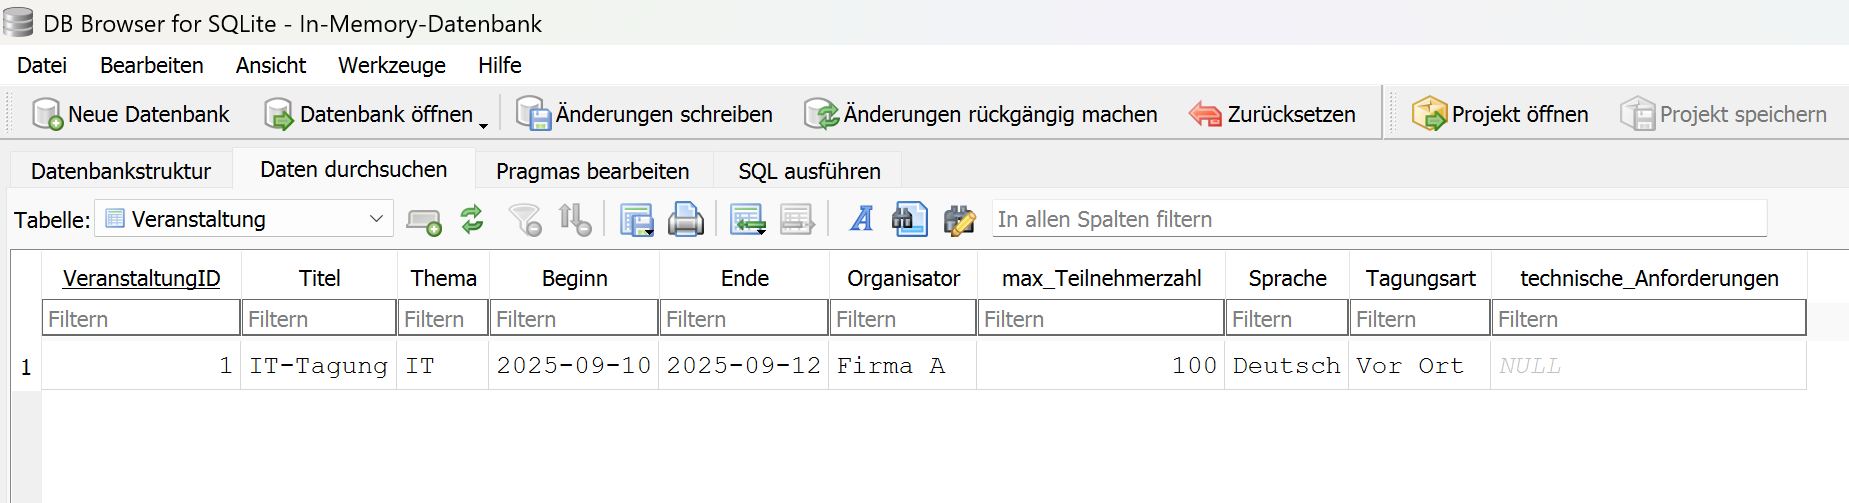 DB Browser for SQLite - In-Memory-Datenbank
Datei Bearbeiten Ansicht Werkzeuge Hilfe
Neue Datenbank Datenbank öffnen Änderungen schreiben Änderungen rückgängig machen Zurücksetzen Projekt öffnen Projekt speichern
Datenbankstruktur Daten durchsuchen Pragmas bearbeiten SQL ausführen
Tabelle: Veranstaltung In allen Spalten filtern
VeranstaltungID Titel Thema Beginn Ende Organisator max_Teilnehmerzahl Sprache Tagungsart technische_Anforderungen
Filtern Filtern Filtern Filtern Filtern Filtern Filtern Filtern Filtern Filtern
1 1 IT-Tagung IT 2025-09-10 2025-09-12 Firma A 100 Deutsch Vor Ort NULL